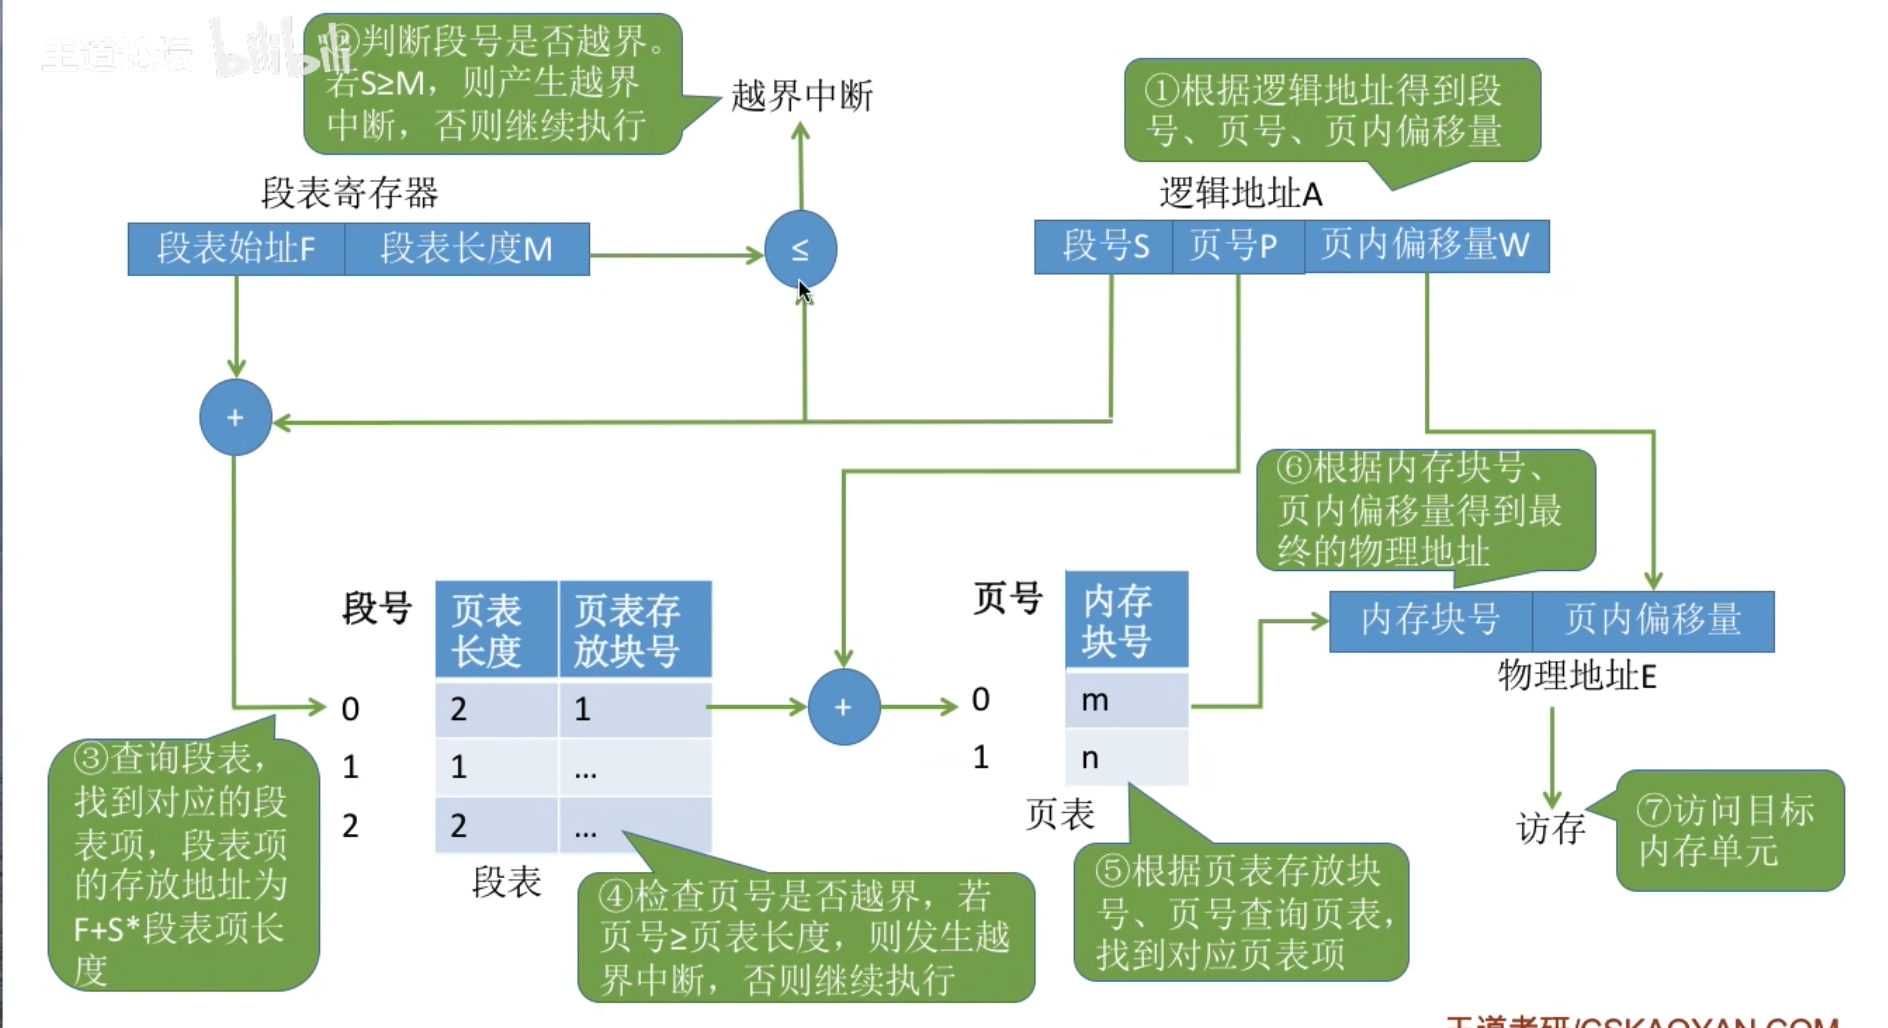 王道论坛 bilibili
②判断段号是否越界。
若S≥M，则产生越界
中断，否则继续执行
越界中断
①根据逻辑地址得到段
号、页号、页内偏移量
段表寄存器
逻辑地址A
段表始址F 段表长度M
≤
段号S 页号P 页内偏移量W
+
⑥根据内存块号、
页内偏移量得到最
终的物理地址
段号
页表
长度
页表存
放块号
页号
内存
块号
内存块号 页内偏移量
物理地址E
0 2 1
+
0 m
1 1 ...
1 n
2 2 ...
段表
页表
访存
③查询段表，
找到对应的段
表项，段表项
的存放地址为
F+S*段表项长
度
④检查页号是否越界，若
页号≥页表长度，则发生越
界中断，否则继续执行
⑤根据页表存放块
号、页号查询页表，
找到对应页表项
⑦访问目标
内存单元
王道考研/CSKAOYAN.COM